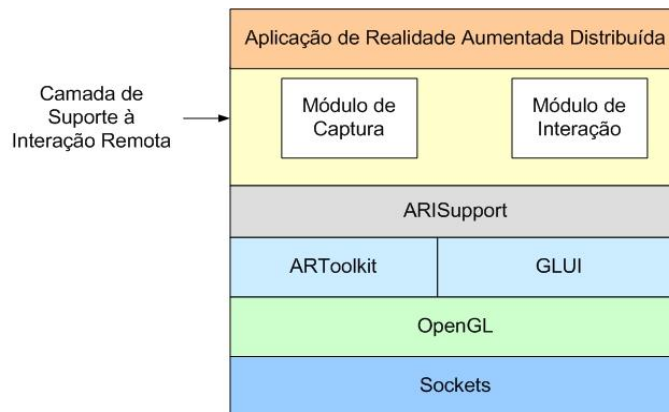 Aplicação de Realidade Aumentada Distribuída
Camada de
Suporte à
Interação Remota
Módulo de
Captura
Módulo de
Interação
ARISupport
ARToolkit
GLUI
OpenGL
Sockets